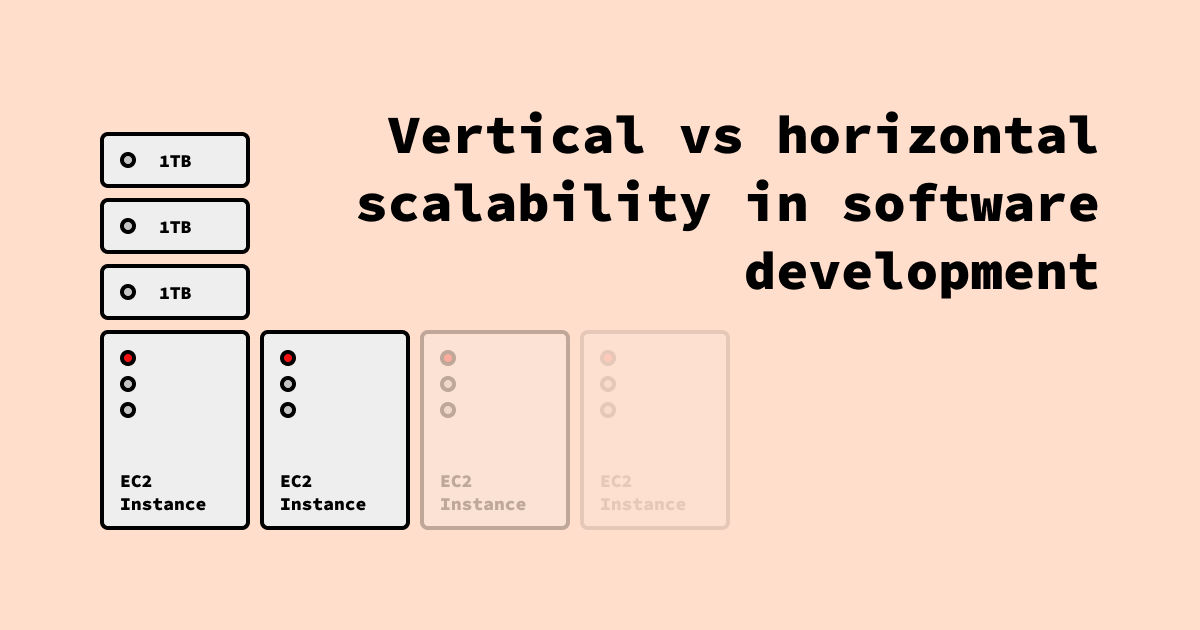 Vertical vs horizontal
scalability in software
development
1TB
1TB
1TB
EC2
Instance
EC2
Instance
EC2
Instance
EC2
Instance